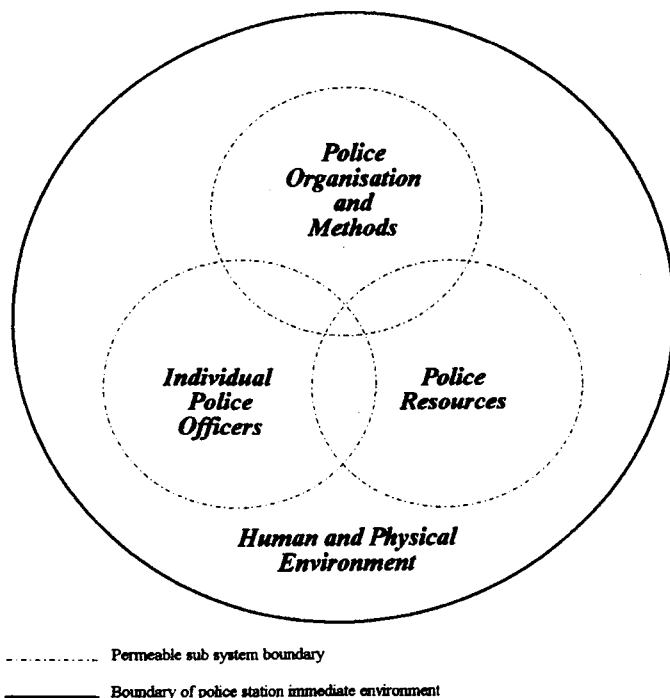 Police
Organisation
and
Methods
Individual
Police
Officers
Police
Resources
Human and Physical
Environment
Permeable sub system boundary
Boundary of police station immediate environment